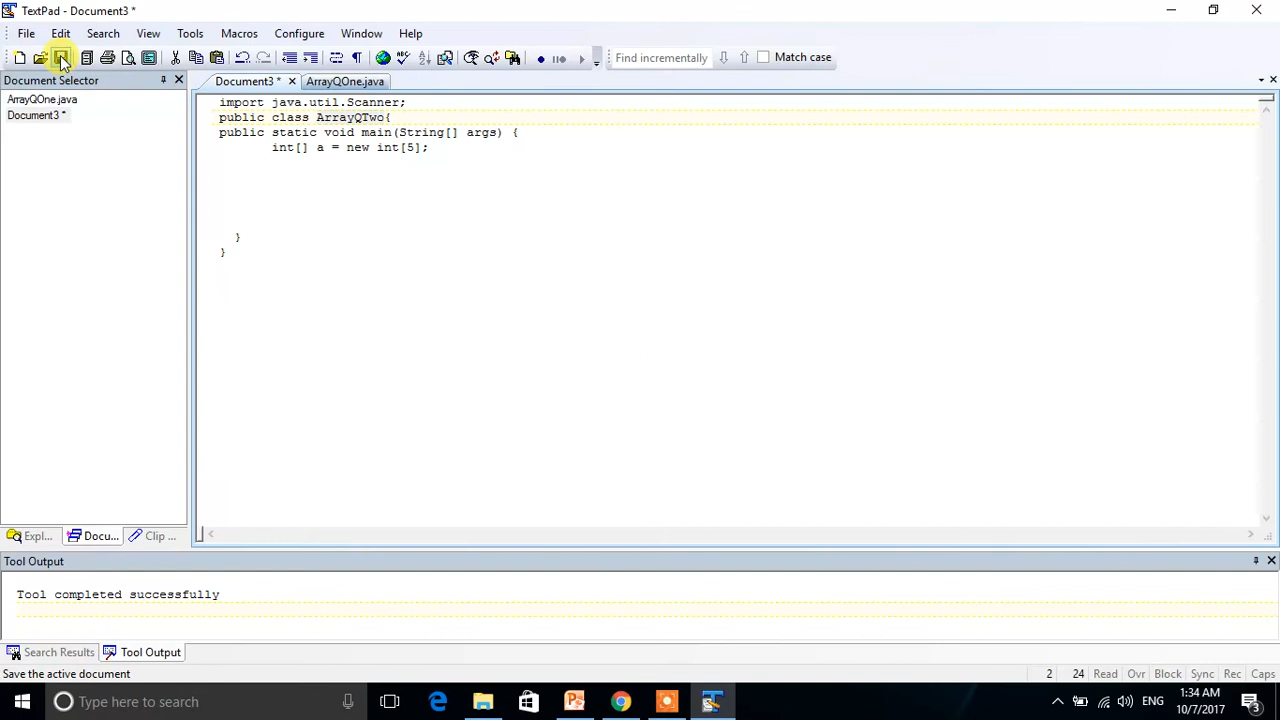 TextPad - Document3 *
File Edit Search View Tools Macros Configure Window Help
Find incrementally Match case
Document Selector
Document3 * ArrayQOne.java
ArrayQOne.java
Document3 *
import java.util.Scanner;
public class ArrayQTwo{
public static void main(String[] args) {
int[] a = new int[5];
}
}
Expl... Docu... Clip ...
Tool Output
Tool completed successfully
Search Results Tool Output
Save the active document 2 24 Read Ovr Block Sync Rec Caps
Type here to search ENG 1:34 AM
10/7/2017 3